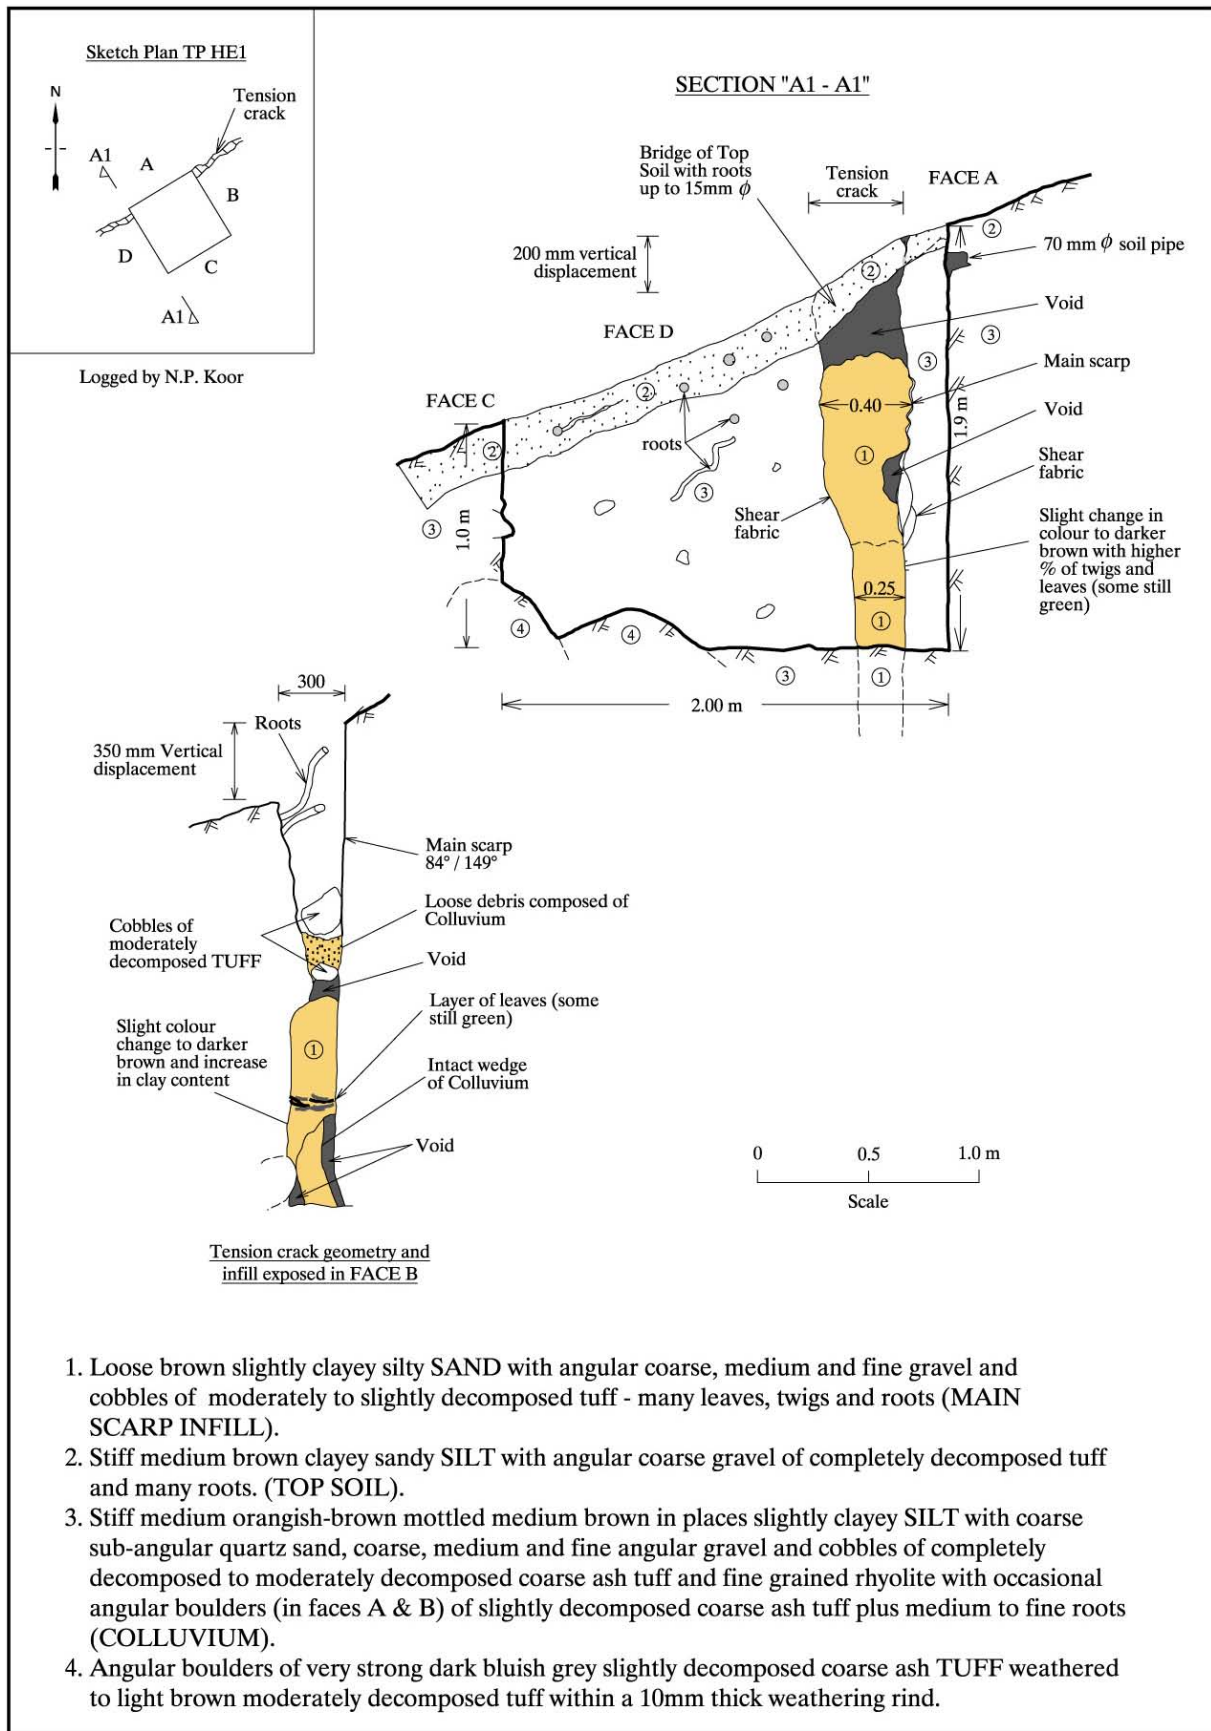 Sketch Plan TP HE1
N
Tension
crack
A1
A
B
D
C
A1
Logged by N.P. Koor
SECTION "A1 - A1"
Bridge of Top
Soil with roots
up to 15mm ϕ
Tension
crack
FACE A
②
70 mm ϕ soil pipe
200 mm vertical
displacement
②
Void
FACE D
③
③
Main scarp
FACE C
②
0.40
1.9 m
Void
②
roots
①
Shear
fabric
③
③
1.0 m
Shear
fabric
Slight change in
colour to darker
brown with higher
% of twigs and
leaves (some still
green)
0.25
④
④
①
③
①
2.00 m
300
Roots
350 mm Vertical
displacement
Main scarp
84° / 149°
Loose debris composed of
Colluvium
Cobbles of
moderately
decomposed TUFF
Void
Layer of leaves (some
still green)
Slight colour
change to darker
brown and increase
in clay content
①
Intact wedge
of Colluvium
Void
0 0.5 1.0 m
Scale
Tension crack geometry and
infill exposed in FACE B
1. Loose brown slightly clayey silty SAND with angular coarse, medium and fine gravel and
cobbles of moderately to slightly decomposed tuff - many leaves, twigs and roots (MAIN
SCARP INFILL).
2. Stiff medium brown clayey sandy SILT with angular coarse gravel of completely decomposed tuff
and many roots. (TOP SOIL).
3. Stiff medium orangish-brown mottled medium brown in places slightly clayey SILT with coarse
sub-angular quartz sand, coarse, medium and fine angular gravel and cobbles of completely
decomposed to moderately decomposed coarse ash tuff and fine grained rhyolite with occasional
angular boulders (in faces A & B) of slightly decomposed coarse ash tuff plus medium to fine roots
(COLLUVIUM).
4. Angular boulders of very strong dark bluish grey slightly decomposed coarse ash TUFF weathered
to light brown moderately decomposed tuff within a 10mm thick weathering rind.